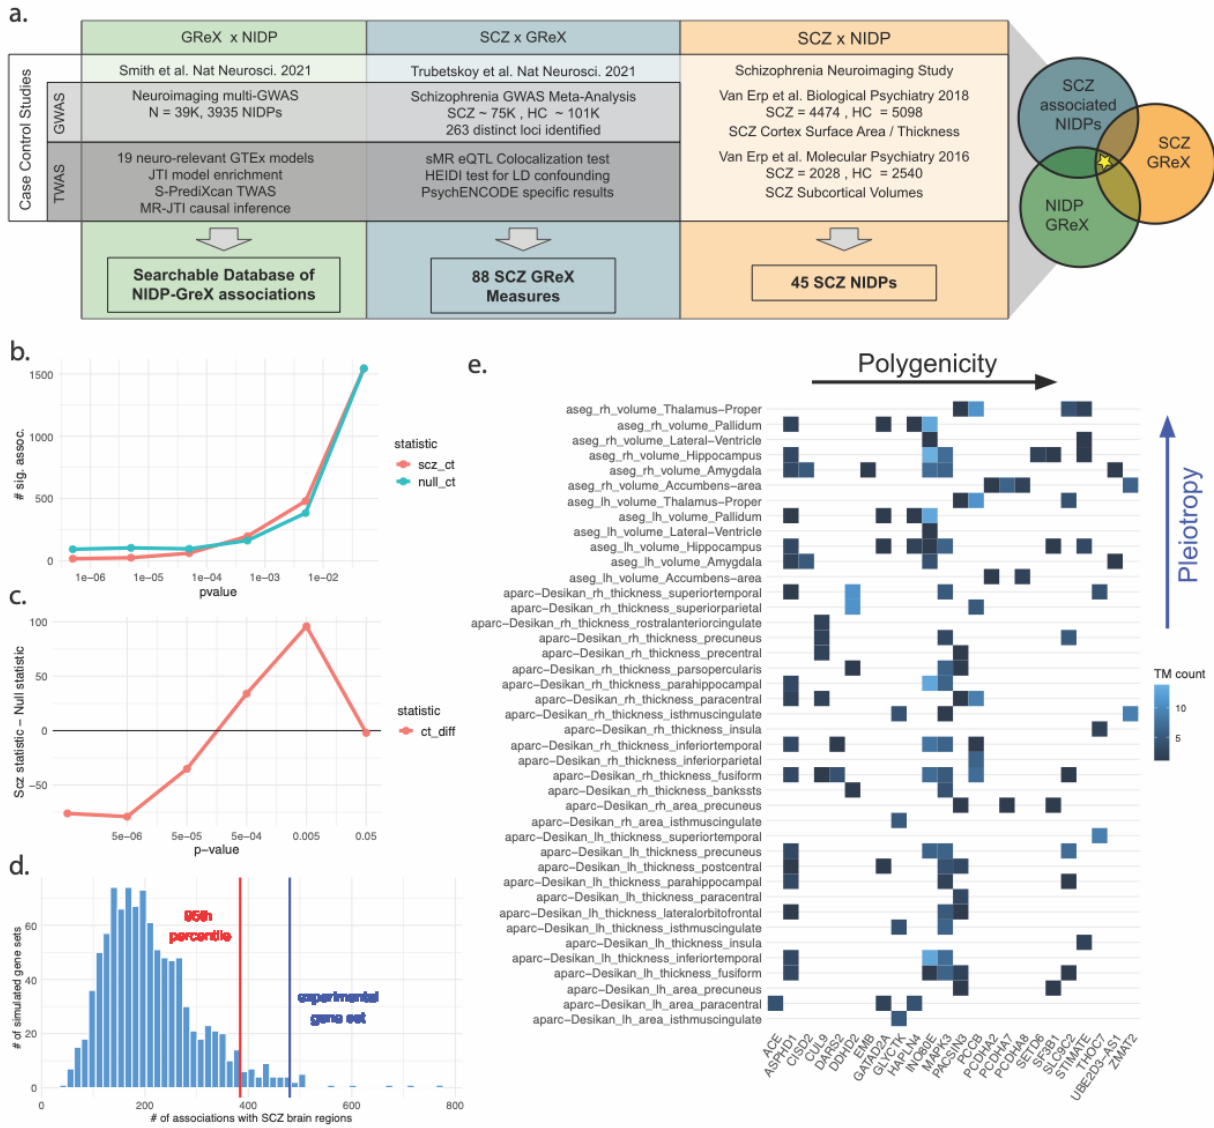 a.
GReX x NIDP
SCZ x GReX
SCZ x NIDP
Case Control Studies
GWAS
TWAS
Smith et al. Nat Neurosci. 2021
Neuroimaging multi-GWAS
N = 39K, 3935 NIDPs
19 neuro-relevant GTEx models
JTI model enrichment
S-PrediXcan TWAS
MR-JTI causal inference
Searchable Database of
NIDP-GreX associations
Trubetskoy et al. Nat Neurosci. 2021
Schizophrenia GWAS Meta-Analysis
SCZ ~ 75K , HC ~ 101K
263 distinct loci identified
sMR eQTL Colocalization test
HEIDI test for LD confounding
PsychENCODE specific results
88 SCZ GReX
Measures
Schizophrenia Neuroimaging Study
Van Erp et al. Biological Psychiatry 2018
SCZ = 4474 , HC = 5098
SCZ Cortex Surface Area / Thickness
Van Erp et al. Molecular Psychiatry 2016
SCZ = 2028 , HC = 2540
SCZ Subcortical Volumes
45 SCZ NIDPs
SCZ
associated
NIDPs
SCZ
GReX
NIDP
GReX
b.
# sig. assoc.
1500
1000
500
0
1e-06
1e-05
1e-04
1e-03
1e-02
pvalue
statistic
scz_ct
null_ct
c.
Scz statistic - Null statistic
100
50
0
-50
5e-06
5e-05
5e-04
0.005
0.05
p-value
statistic
ct_diff
d.
# of simulated gene sets
60
40
20
0
95th
percentile
experimental
gene set
0
200
400
600
800
# of associations with SCZ brain regions
e.
Polygenicity
Pleiotropy
aseg_rh_volume_Thalamus-Proper
aseg_rh_volume_Pallidum
aseg_rh_volume_Lateral-Ventricle
aseg_rh_volume_Hippocampus
aseg_rh_volume_Amygdala
aseg_rh_volume_Accumbens-area
aseg_lh_volume_Thalamus-Proper
aseg_lh_volume_Pallidum
aseg_lh_volume_Lateral-Ventricle
aseg_lh_volume_Hippocampus
aseg_lh_volume_Amygdala
aseg_lh_volume_Accumbens-area
aparc-Desikan_rh_thickness_superiortemporal
aparc-Desikan_rh_thickness_superiorparietal
aparc-Desikan_rh_thickness_rostralanteriorcingulate
aparc-Desikan_rh_thickness_precuneus
aparc-Desikan_rh_thickness_precentral
aparc-Desikan_rh_thickness_parsopercularis
aparc-Desikan_rh_thickness_parahippocampal
aparc-Desikan_rh_thickness_paracentral
aparc-Desikan_rh_thickness_isthmuscingulate
aparc-Desikan_rh_thickness_insula
aparc-Desikan_rh_thickness_inferiortemporal
aparc-Desikan_rh_thickness_inferiorparietal
aparc-Desikan_rh_thickness_fusiform
aparc-Desikan_rh_thickness_bankssts
aparc-Desikan_rh_area_precuneus
aparc-Desikan_rh_area_isthmuscingulate
aparc-Desikan_lh_thickness_superiortemporal
aparc-Desikan_lh_thickness_precuneus
aparc-Desikan_lh_thickness_postcentral
aparc-Desikan_lh_thickness_parahippocampal
aparc-Desikan_lh_thickness_paracentral
aparc-Desikan_lh_thickness_lateralorbitofrontal
aparc-Desikan_lh_thickness_isthmuscingulate
aparc-Desikan_lh_thickness_insula
aparc-Desikan_lh_thickness_inferiortemporal
aparc-Desikan_lh_thickness_fusiform
aparc-Desikan_lh_area_precuneus
aparc-Desikan_lh_area_paracentral
aparc-Desikan_lh_area_isthmuscingulate
ACE
ASPHD1
CISD2
CUL9
DARS2
DDHD2
EMB
GATAD2A
GLYCTK
HAPLN4
INO80E
MAPK3
PACSIN3
PCCB
PCDHA2
PCDHA7
PCDHA8
SETD6
SF3B1
SLC9C2
STIMATE
THOC7
UBE2D3-AS1
ZMAT2
TM count
10
5